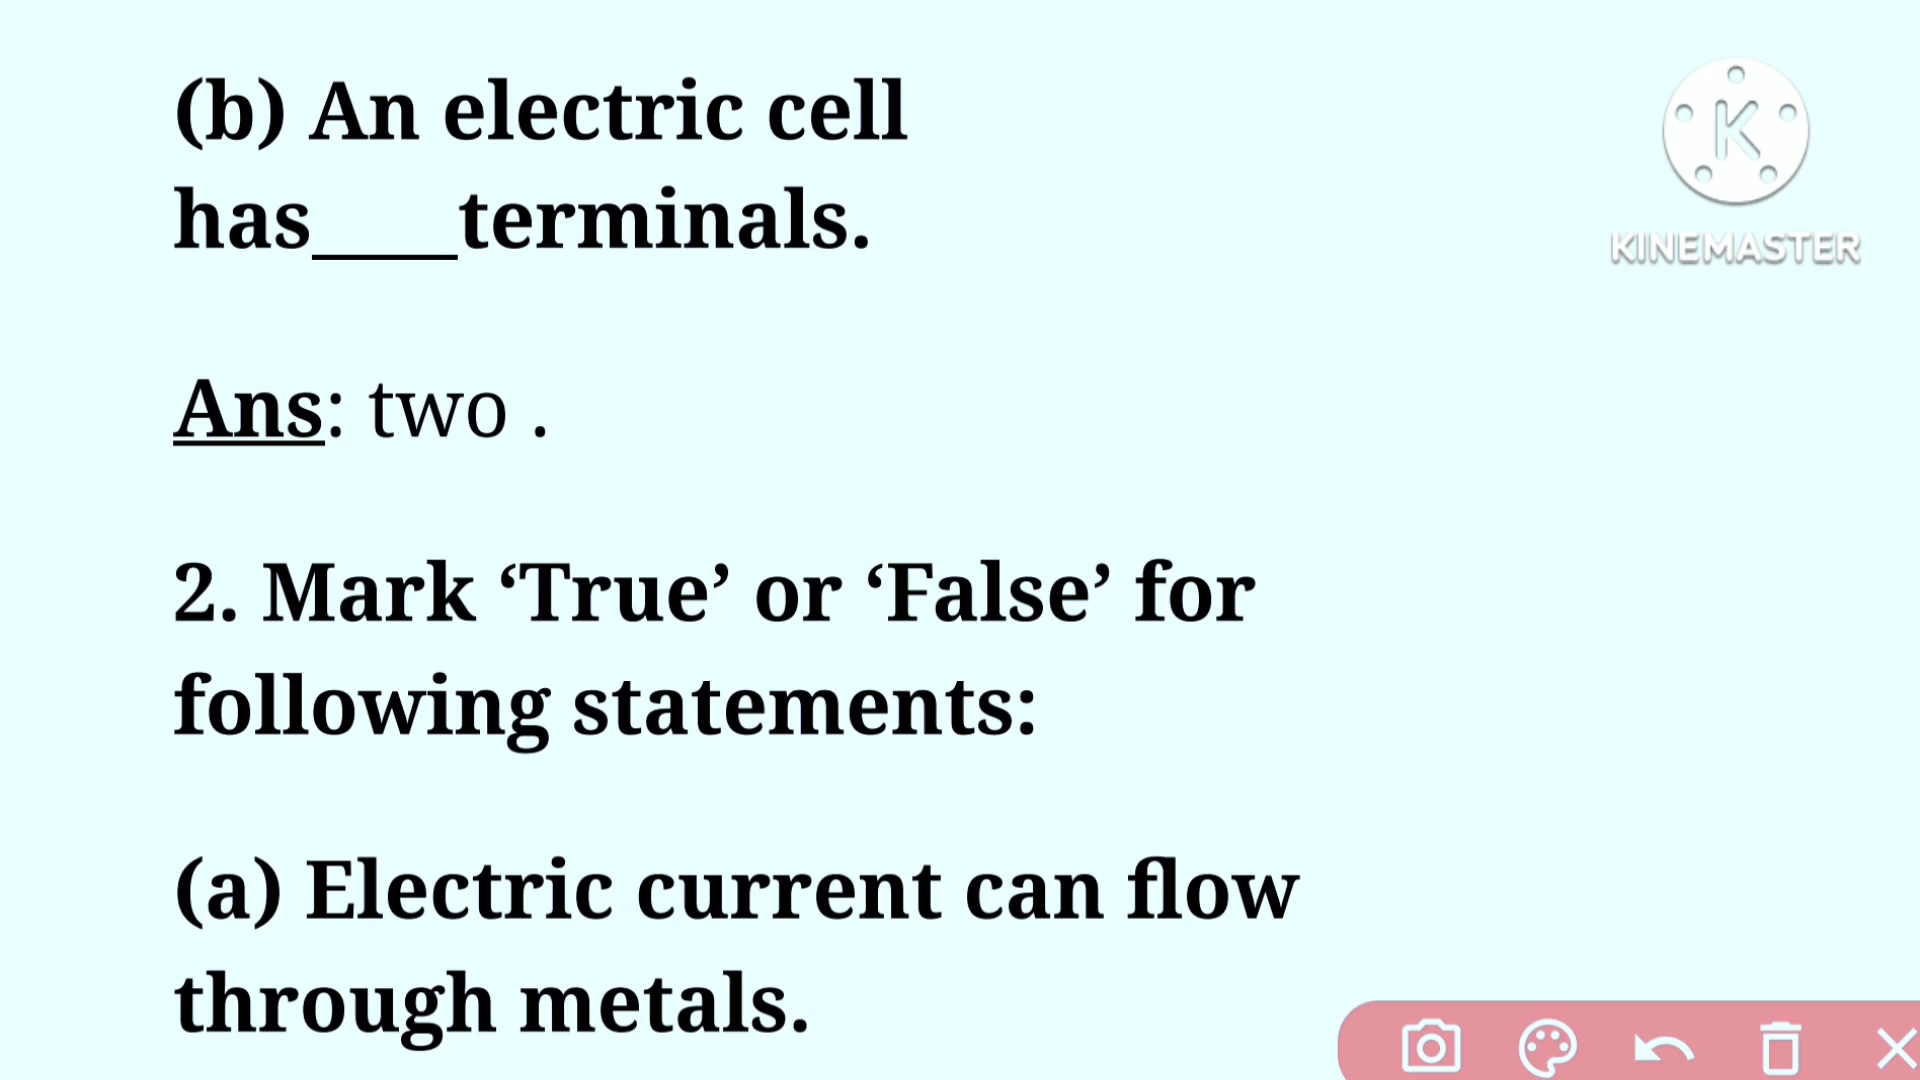 (b) An electric cell
has____terminals.
Ans: two .
2. Mark ‘True’ or ‘False’ for
following statements:
(a) Electric current can flow
through metals.
K
KINEMASTER